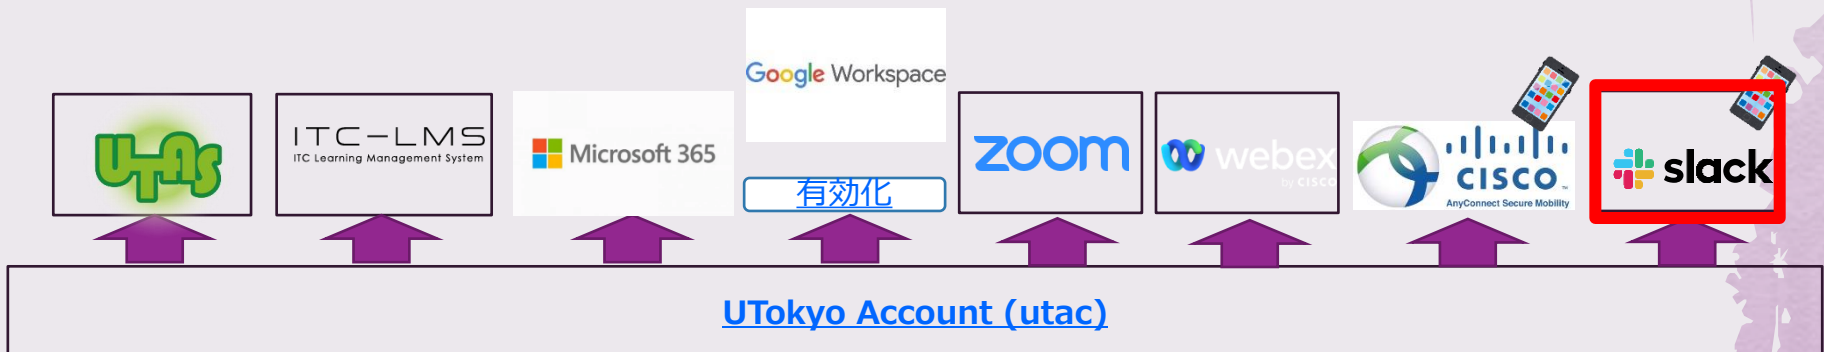 UTAS
ITC-LMS
ITC Learning Management System
Microsoft 365
Google Workspace
有効化
zoom
webex
by CISCO
CISCO
AnyConnect Secure Mobility
slack
UTokyo Account (utac)